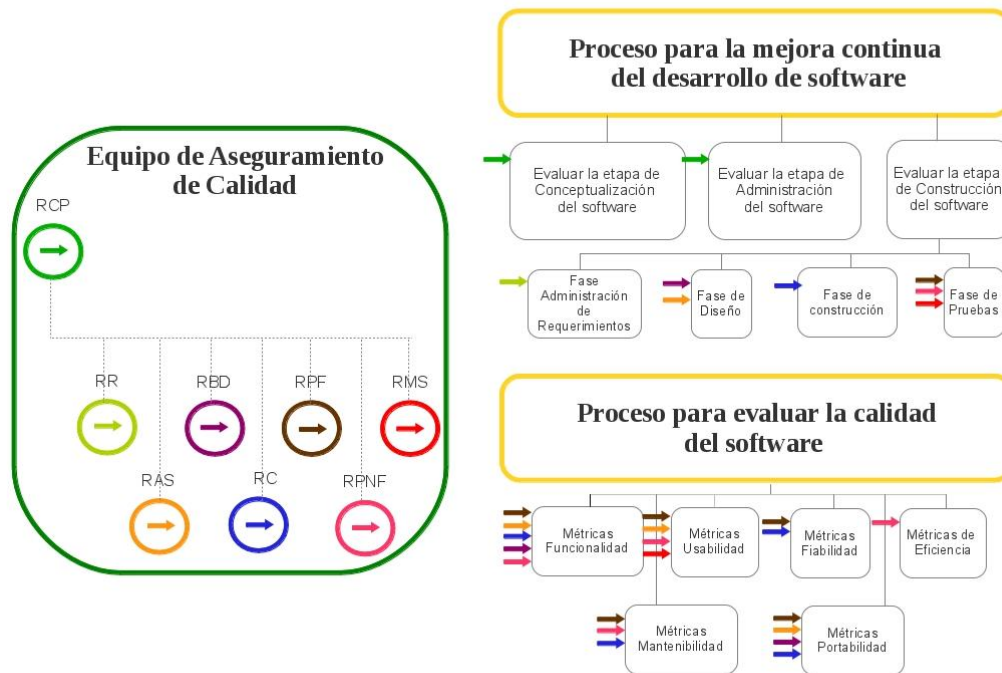 Equipo de Aseguramiento
de Calidad
RCP
RR
RBD
RPF
RMS
RAS
RC
RPNF
Proceso para la mejora continua
del desarrollo de software
Evaluar la etapa de
Conceptualización
del software
Evaluar la etapa de
Administración
del software
Evaluar la etapa
de Construcción
del software
Fase
Administración
de
Requerimientos
Fase de
Diseño
Fase de
construcción
Fase de
Pruebas
Proceso para evaluar la calidad
del software
Métricas
Funcionalidad
Métricas
Usabilidad
Métricas
Fiabilidad
Métricas de
Eficiencia
Métricas
Mantenibilidad
Métricas
Portabilidad